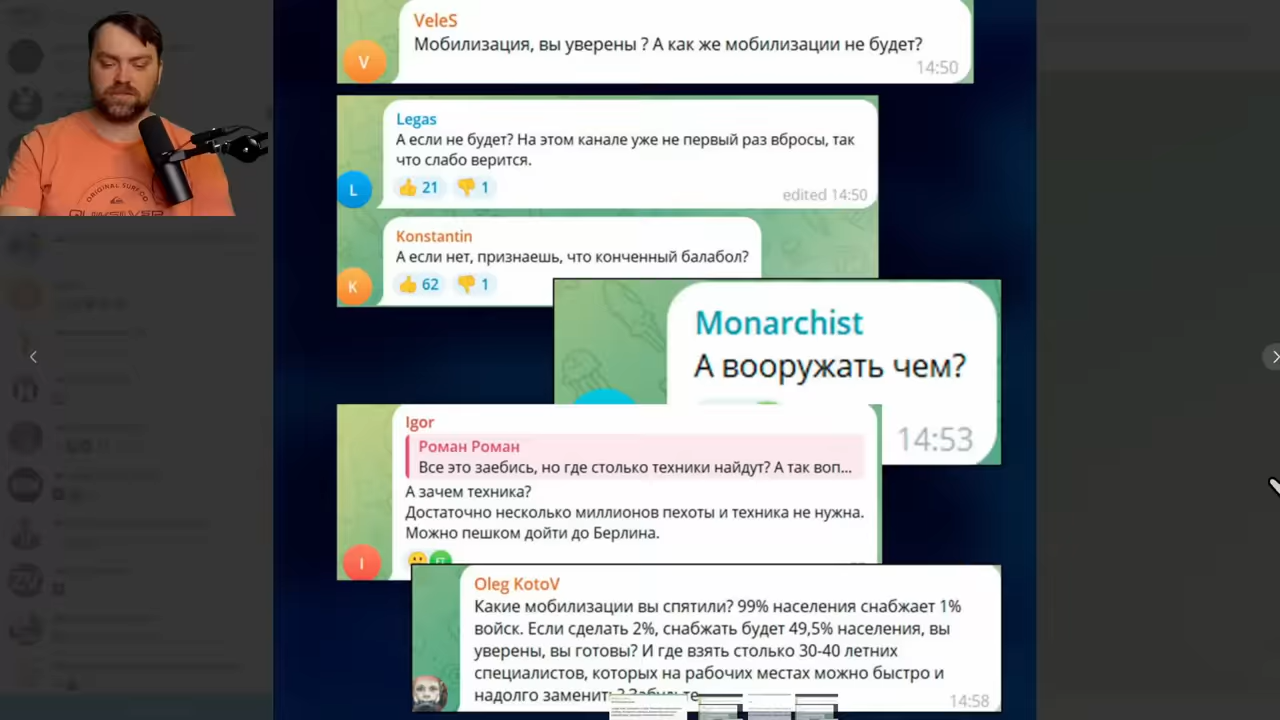 VeleS
Мобилизация, вы уверены ? А как же мобилизации не будет?
14:50
V
Legas
А если не будет? На этом канале уже не первый раз вбросы, так
что слабо верится.
21 1
edited 14:50
L
Konstantin
А если нет, признаешь, что конченный балабол?
62 1
K
Monarchist
А вооружать чем?
14:53
Igor
Роман Роман
Все это заебись, но где столько техники найдут? А так воп...
А зачем техника?
Достаточно несколько миллионов пехоты и техника не нужна.
Можно пешком дойти до Берлина.
I
Oleg KotoV
Какие мобилизации вы спятили? 99% населения снабжает 1%
войск. Если сделать 2%, снабжать будет 49,5% населения, вы
уверены, вы готовы? И где взять столько 30-40 летних
специалистов, которых на рабочих местах можно быстро и
надолго заменить?
14:58
ORIGINAL SURF CO